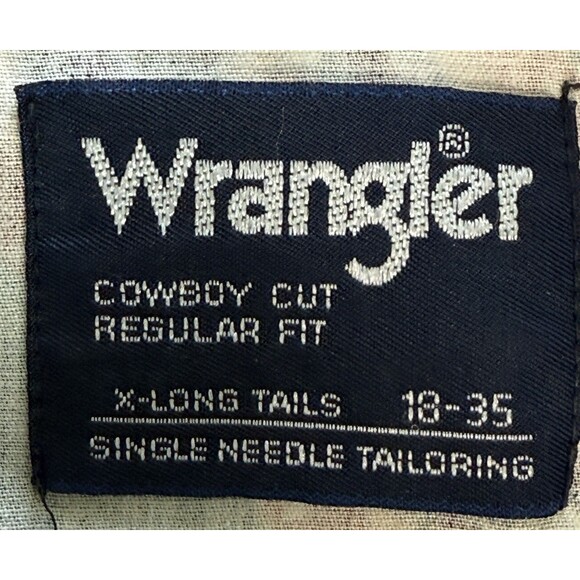 Wrangler®
COWBOY CUT
REGULAR FIT
X-LONG TAILS 18-35
SINGLE NEEDLE TAILORING